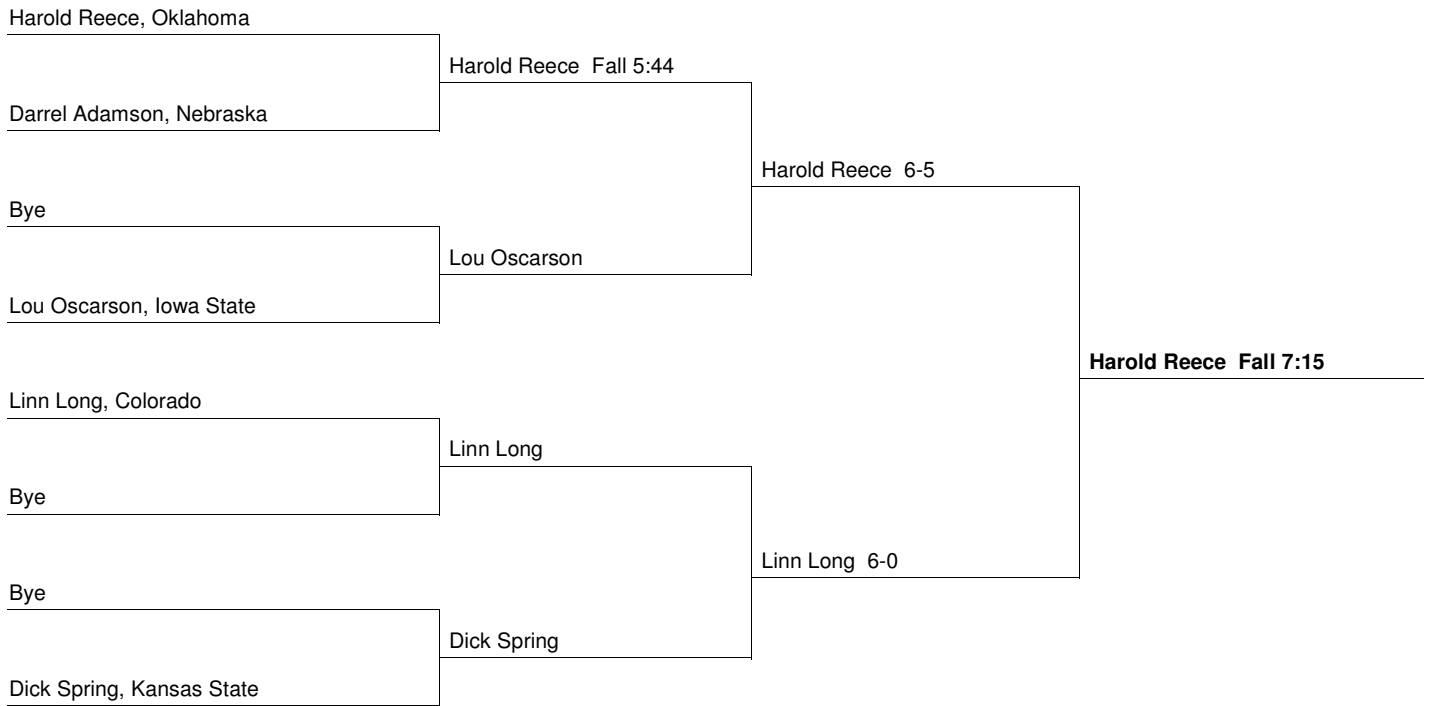 Harold Reece, Oklahoma
Harold Reece  Fall 5:44
Darrel Adamson, Nebraska
Harold Reece  6-5
Bye
Lou Oscarson
Lou Oscarson, Iowa State
Harold Reece  Fall 7:15
Linn Long, Colorado
Linn Long
Bye
Linn Long  6-0
Bye
Dick Spring
Dick Spring, Kansas State